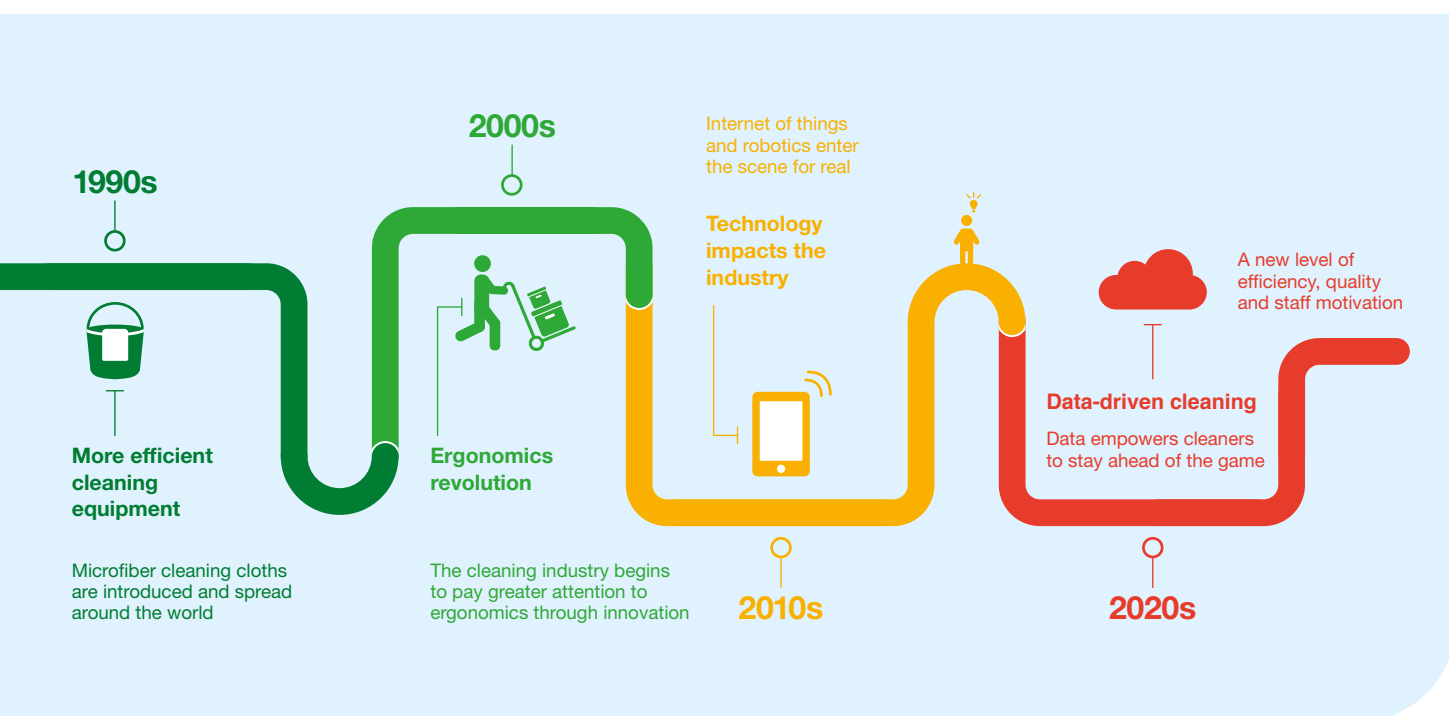 1990s
More efficient
cleaning
equipment
Microfiber cleaning cloths
are introduced and spread
around the world
2000s
Ergonomics
revolution
The cleaning industry begins
to pay greater attention to
ergonomics through innovation
Internet of things
and robotics enter
the scene for real
Technology
impacts the
industry
2010s
A new level of
efficiency, quality
and staff motivation
Data-driven cleaning
Data empowers cleaners
to stay ahead of the game
2020s